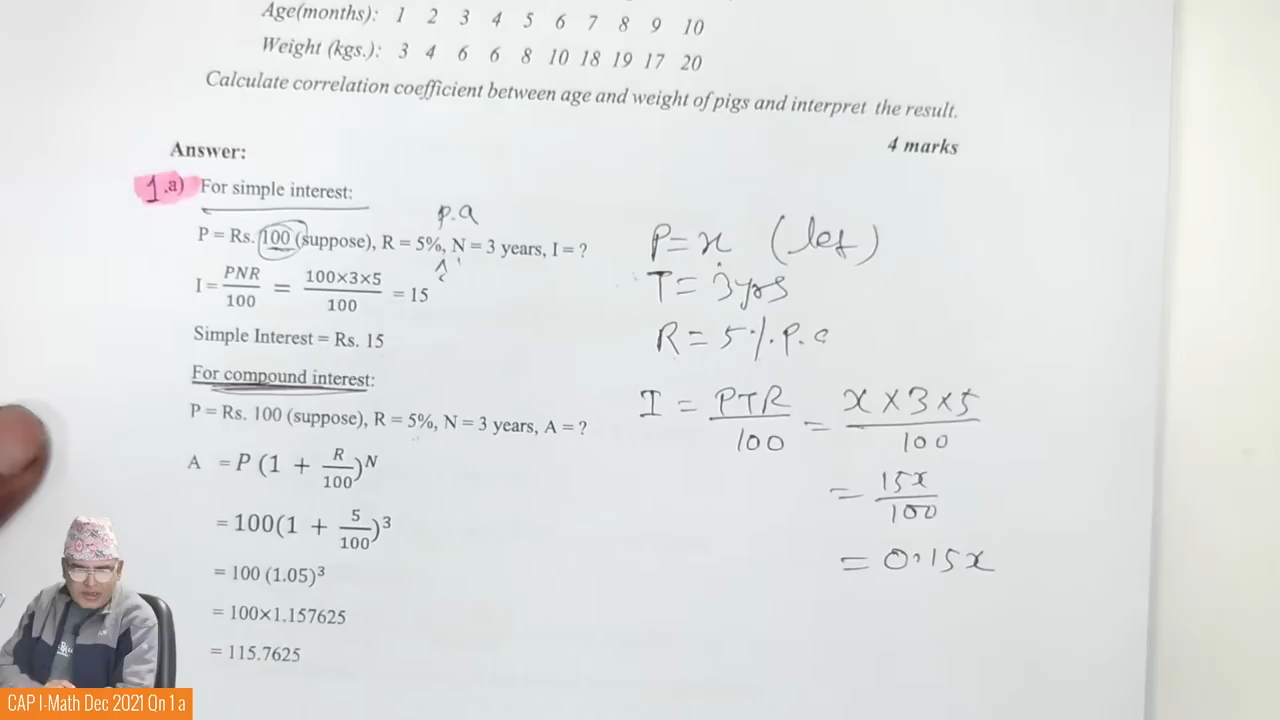 Age(months): 1 2 3 4 5 6 7 8 9 10
Weight (kgs.): 3 4 6 6 8 10 18 19 17 20
Calculate correlation coefficient between age and weight of pigs and interpret the result.
4 marks
Answer:
1.a) For simple interest:
p.a
P = Rs. 100 (suppose), R = 5%, N = 3 years, I = ?
I = PNR/100 = 100×3×5/100 = 15
Simple Interest = Rs. 15
For compound interest:
P = Rs. 100 (suppose), R = 5%, N = 3 years, A = ?
A = P (1 + R/100)^N
= 100(1 + 5/100)^3
= 100 (1.05)³
= 100×1.157625
= 115.7625
P = x (let)
T = 3 yrs
R = 5%. P.a
I = PTR/100 = x × 3 × 5/100
= 15x/100
= 0.15x
CAP I-Math Dec 2021 Qn 1 a